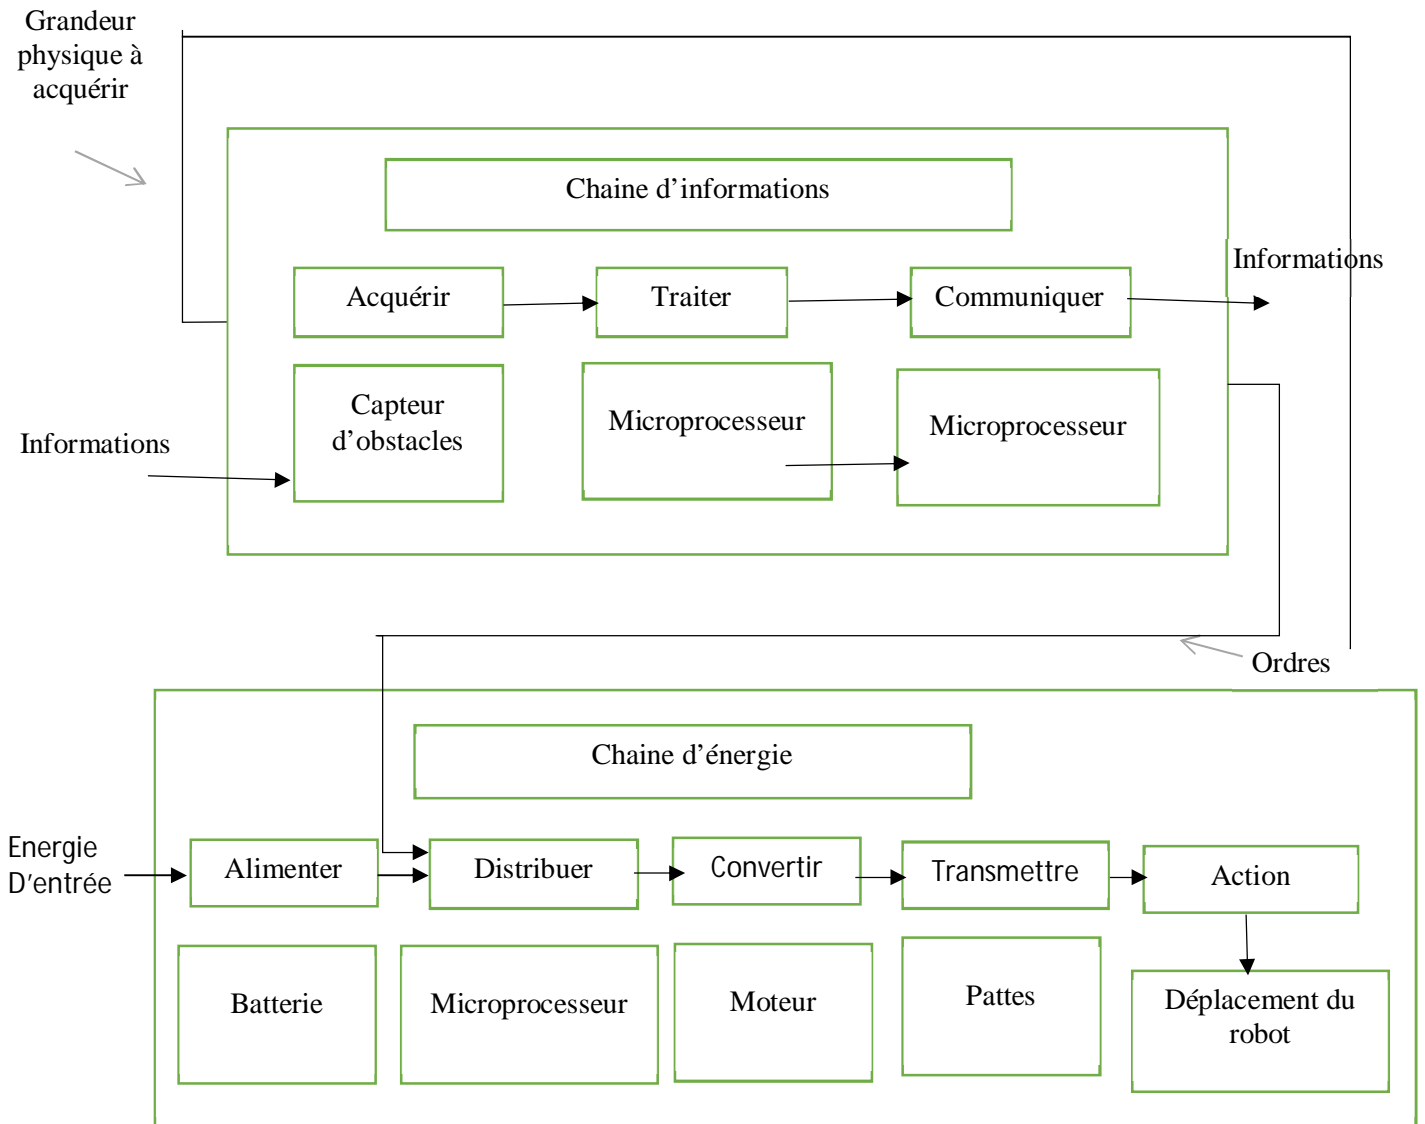 Grandeur
physique à
acquérir
Chaine d’informations
Informations
Acquérir
Traiter
Communiquer
Capteur
d’obstacles
Microprocesseur
Microprocesseur
Informations
Ordres
Chaine d’énergie
Energie
D’entrée
Alimenter
Distribuer
Convertir
Transmettre
Action
Batterie
Microprocesseur
Moteur
Pattes
Déplacement du
robot